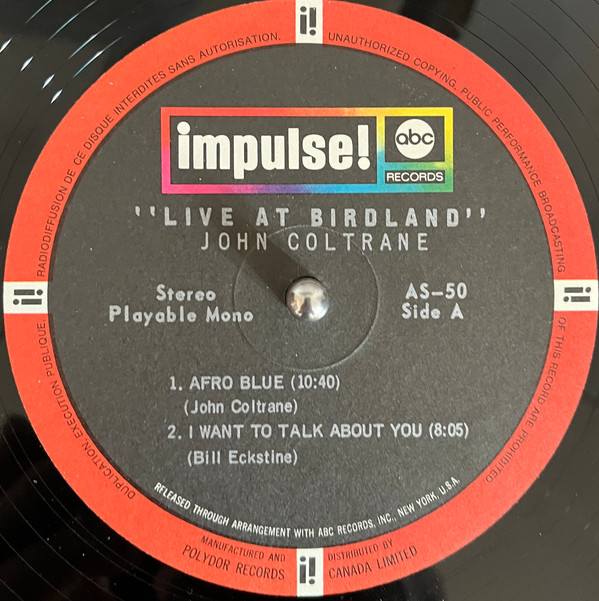 i!
RADIODIFFUSION DE CE DISQUE INTERDITES SANS AUTORISATION.
UNAUTHORIZED COPYING, PUBLIC PERFORMANCE BROADCASTING
impulse!
abc
RECORDS
''LIVE AT BIRDLAND''
JOHN COLTRANE
i!
i!
Stereo
Playable Mono
AS–50
Side A
1. AFRO BLUE (10:40)
(John Coltrane)
2. I WANT TO TALK ABOUT YOU (8:05)
(Bill Eckstine)
DUPLICATION EXECUTION PUBLIQUE
OF THIS RECORD ARE PROHIBITED.
RELEASED THROUGH ARRANGEMENT WITH ABC RECORDS, INC., NEW YORK, U.S.A.
MANUFACTURED AND
POLYDOR RECORDS
i!
DISTRIBUTED BY
CANADA LIMITED